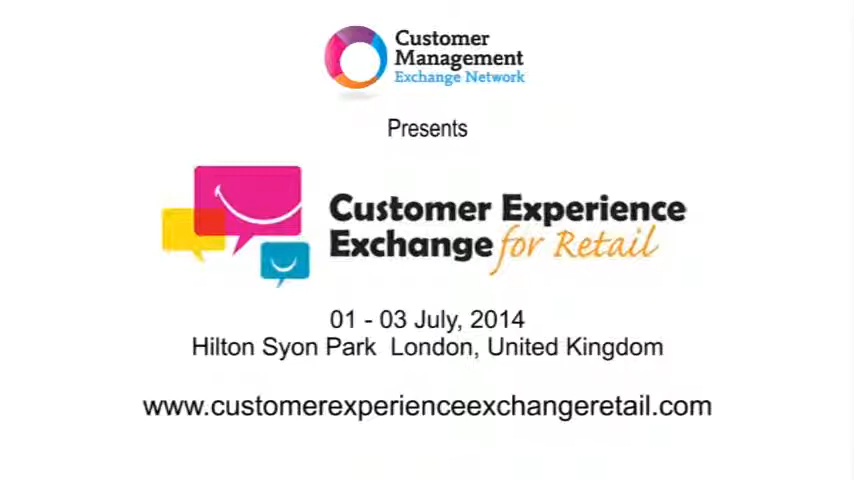 Customer
Management
Exchange Network
Presents
Customer Experience
Exchange for Retail
01 - 03 July, 2014
Hilton Syon Park London, United Kingdom
www.customerexperienceexchangeretail.com